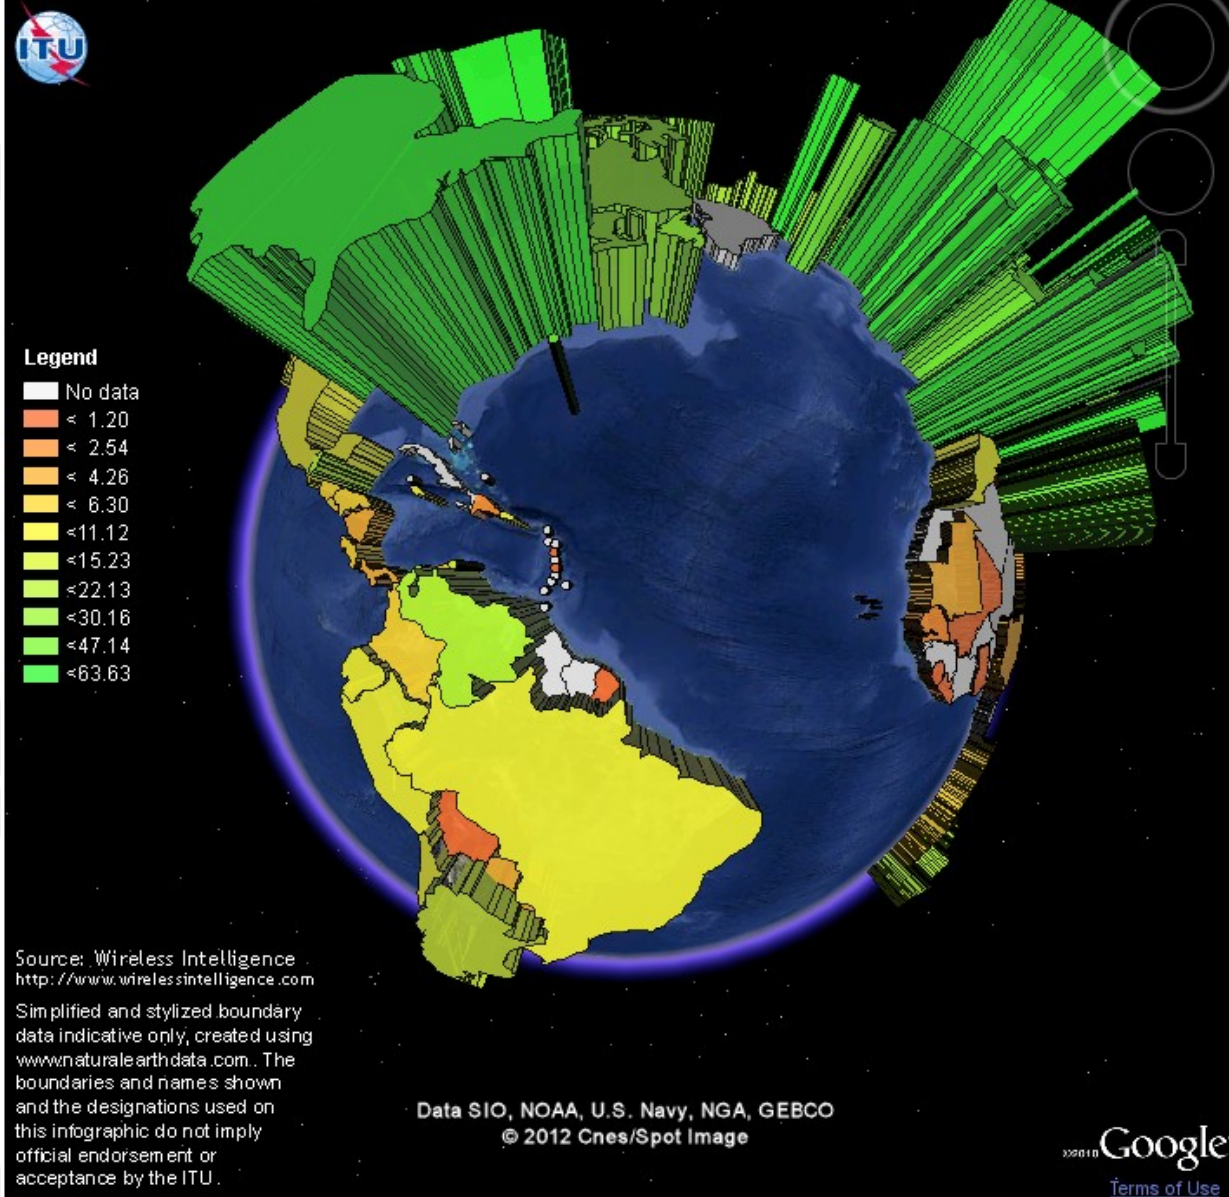 ITU
Legend
No data
< 1.20
< 2.54
< 4.26
< 6.30
<11.12
<15.23
<22.13
<30.16
<47.14
<63.63
Source: Wireless Intelligence
http://www.wirelessintelligence.com
Simplified and stylized boundary
data indicative only, created using
www.naturalearthdata.com. The
boundaries and names shown
and the designations used on
this infographic do not imply
official endorsement or
acceptance by the ITU.
Data SIO, NOAA, U.S. Navy, NGA, GEBCO
© 2012 Cnes/Spot Image
Google
Terms of Use